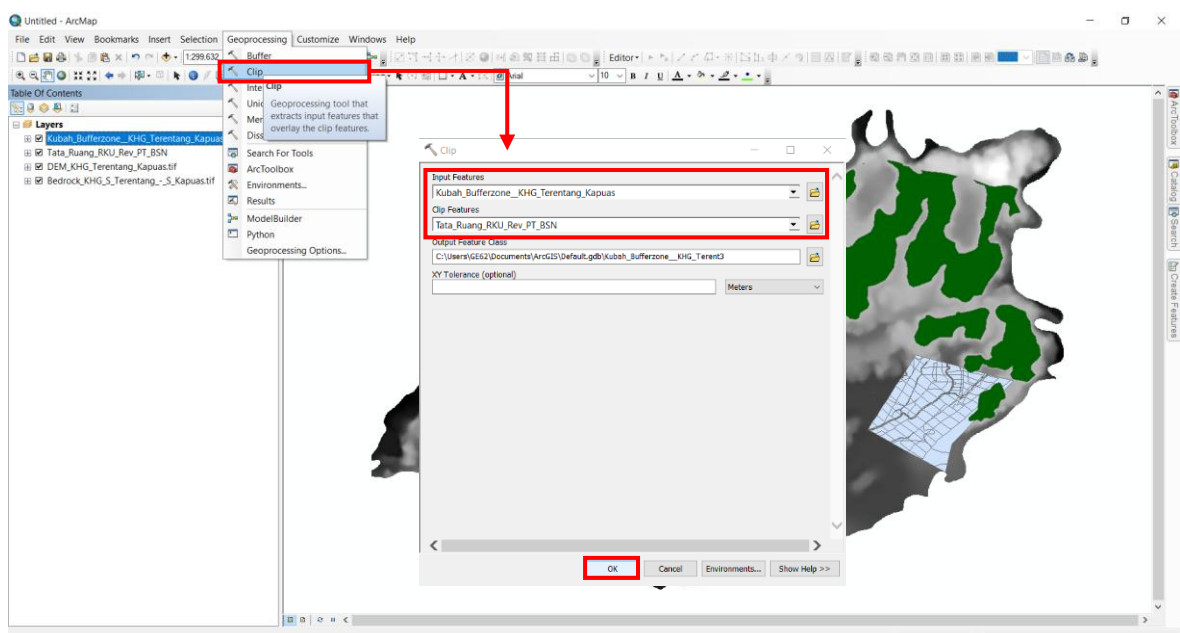 Untitled - ArcMap
File Edit View Bookmarks Insert Selection Geoprocessing Customize Windows Help
1:299.632
Editor
Arial
10
B I U A
Table Of Contents
Layers
Kubah_Bufferzone__KHG_Terentang_Kapuas
Tata_Ruang_RKU_Rev_PT_BSN
DEM_KHG_Terentang_Kapuas.tif
Bedrock_KHG_S_Terentang_-_S_Kapuas.tif
Buffer
Clip
Inte
Unio
Mer
Diss
Search For Tools
ArcToolbox
Environments...
Results
ModelBuilder
Python
Geoprocessing Options...
Clip
Geoprocessing tool that
extracts input features that
overlay the clip features.
Clip
Input Features
Kubah_Bufferzone__KHG_Terentang_Kapuas
Clip Features
Tata_Ruang_RKU_Rev_PT_BSN
Output Feature Class
C:\Users\GE62\Documents\ArcGIS\Default.gdb\Kubah_Bufferzone__KHG_Terent3
XY Tolerance (optional)
Meters
OK Cancel Environments... Show Help >>
ArcToolbox
Catalog
Search
Create Features